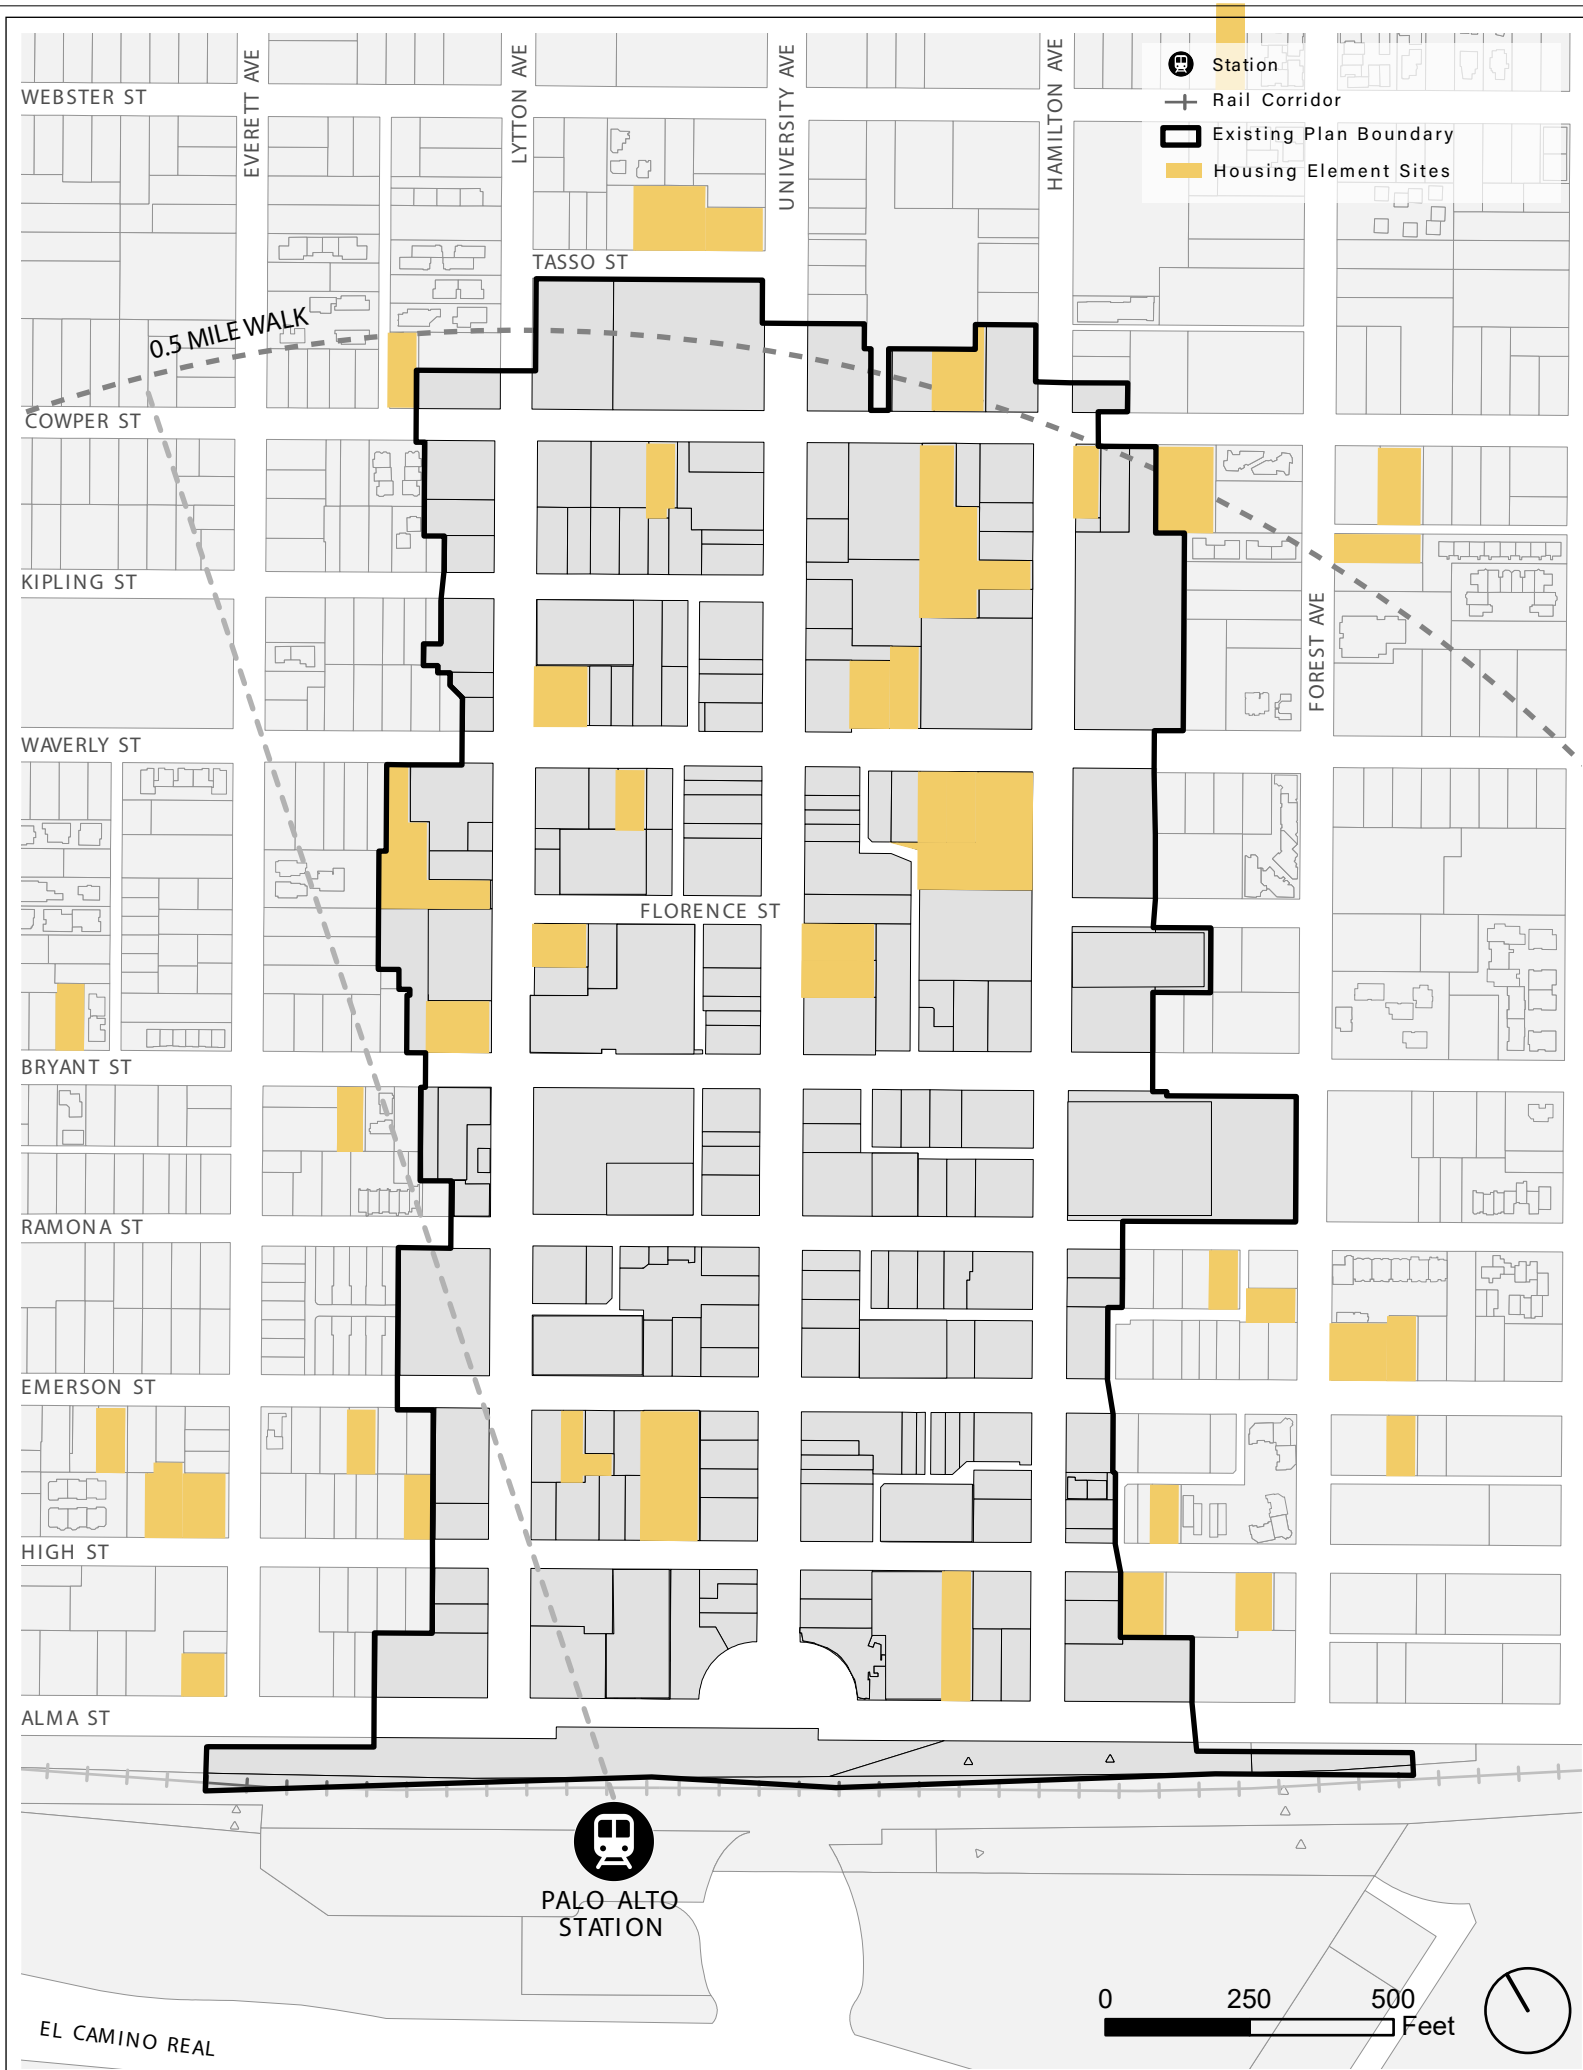 Station
Rail Corridor
Existing Plan Boundary
Housing Element Sites
WEBSTER ST
EVERETT AVE
LYTTON AVE
UNIVERSITY AVE
HAMILTON AVE
TASSO ST
0.5 MILE WALK
COWPER ST
KIPLING ST
FOREST AVE
WAVERLY ST
FLORENCE ST
BRYANT ST
RAMONA ST
EMERSON ST
HIGH ST
ALMA ST
PALO ALTO
STATION
0 250 500
Feet
EL CAMINO REAL